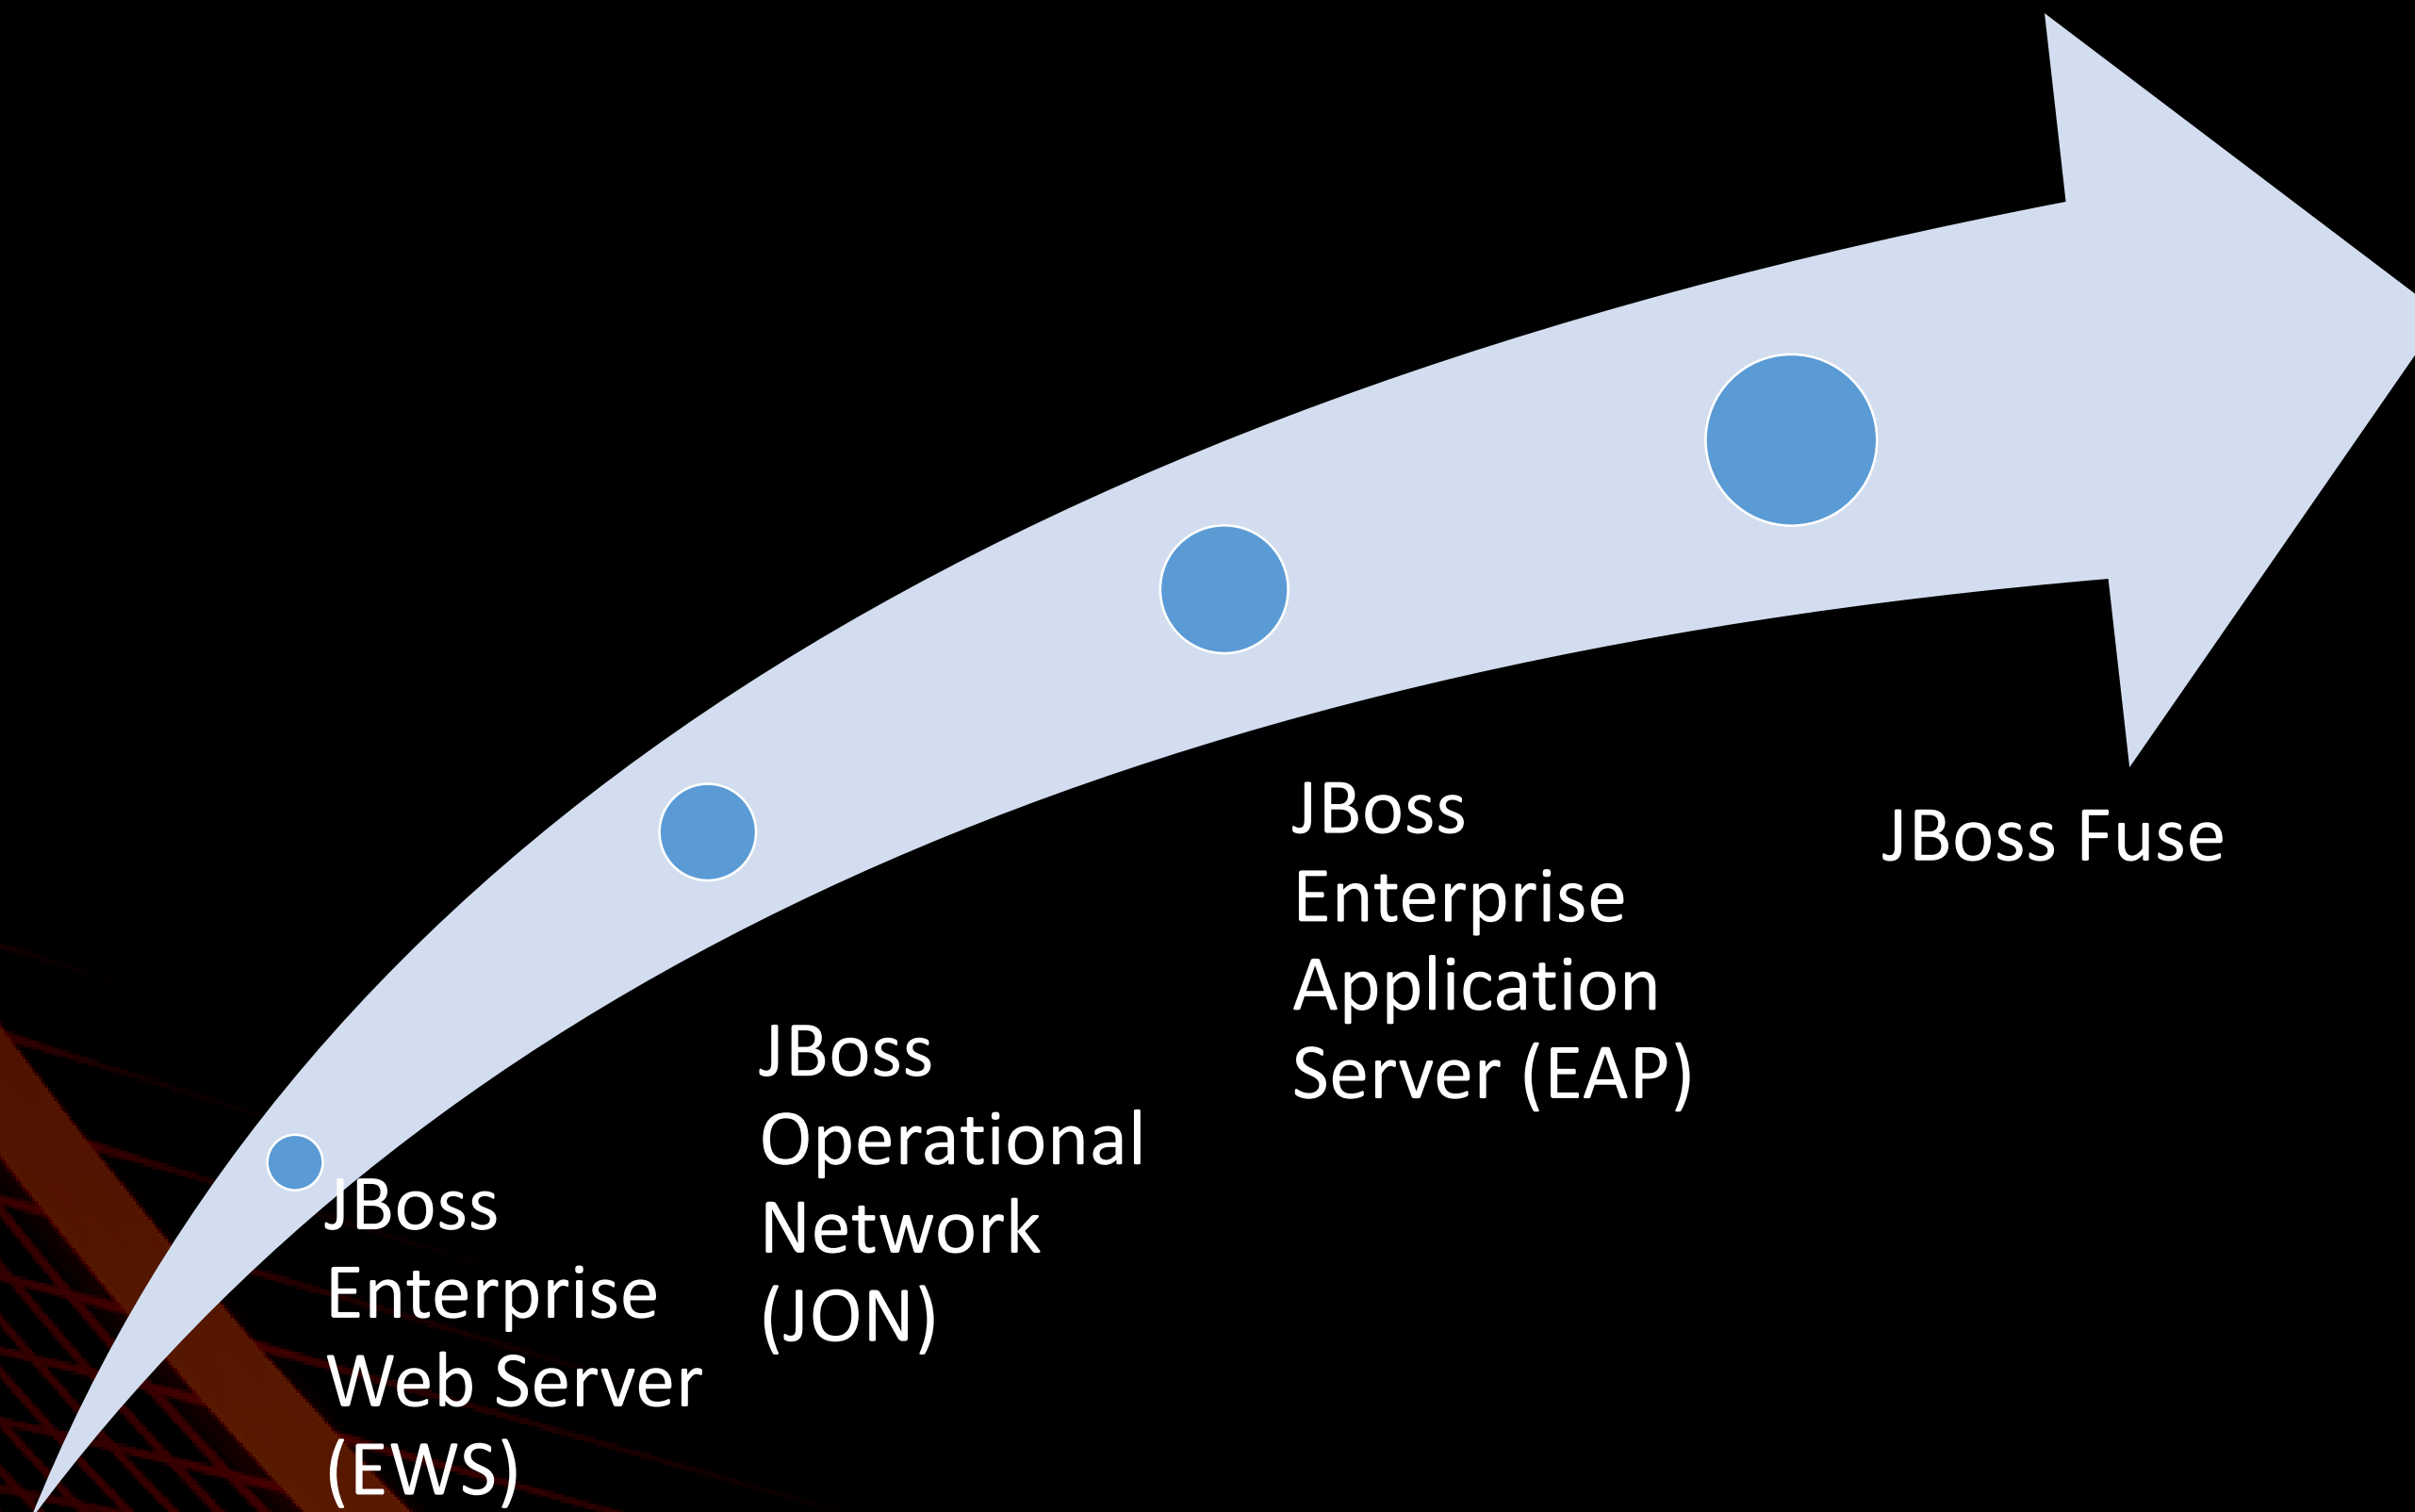 JBoss
Enterprise
Web Server
(EWS)
JBoss
Operational
Network
(JON)
JBoss
Enterprise
Application
Server (EAP)
JBoss Fuse